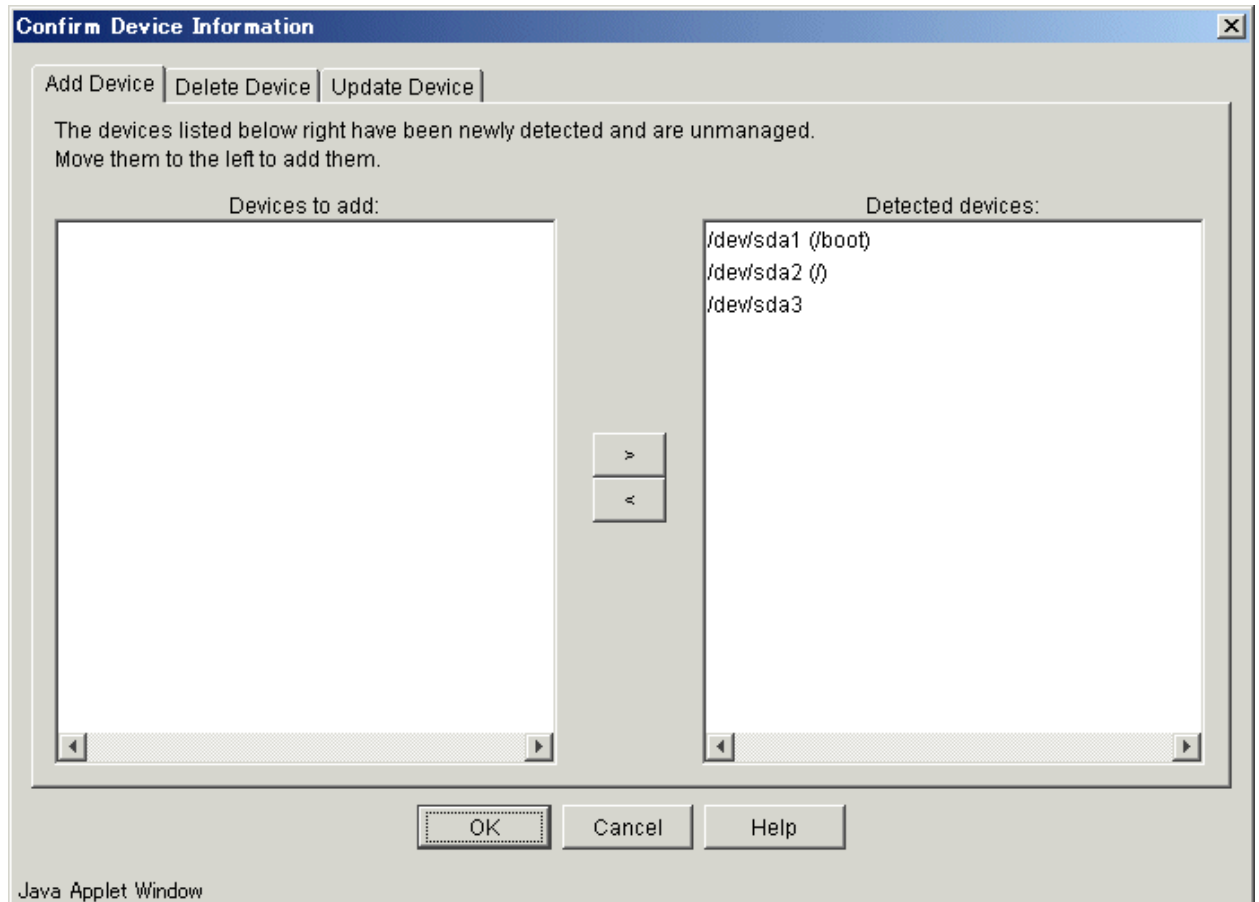 Confirm Device Information
Add Device
Delete Device
Update Device
The devices listed below right have been newly detected and are unmanaged.
Move them to the left to add them.
Devices to add:
Detected devices:
/dev/sda1 (/boot)
/dev/sda2 (/)
/dev/sda3
>
<
OK
Cancel
Help
Java Applet Window